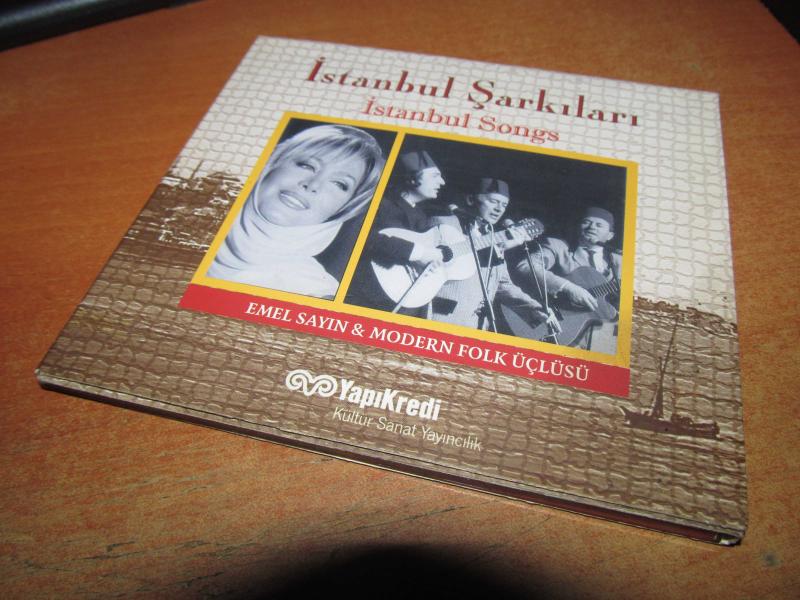 İstanbul Şarkıları
İstanbul Songs
EMEL SAYIN & MODERN FOLK ÜÇLÜSÜ
YapıKredi
Kültür Sanat Yayıncılık